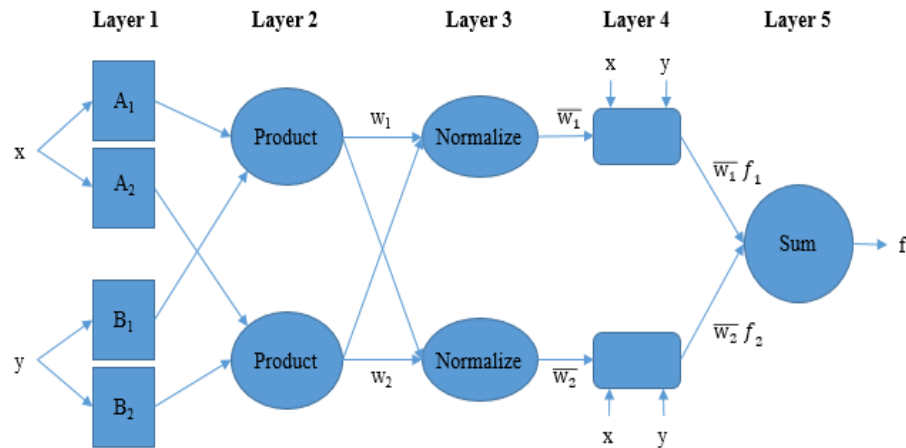 Layer 1 Layer 2 Layer 3 Layer 4 Layer 5
x y
A₁ Product w₁ Normalize w̅₁̅
x
A₂ w̅₁̅ f₁
Sum f
B₁ w̅₂̅ f₂
y Product w₂ Normalize w̅₂̅
B₂
x y